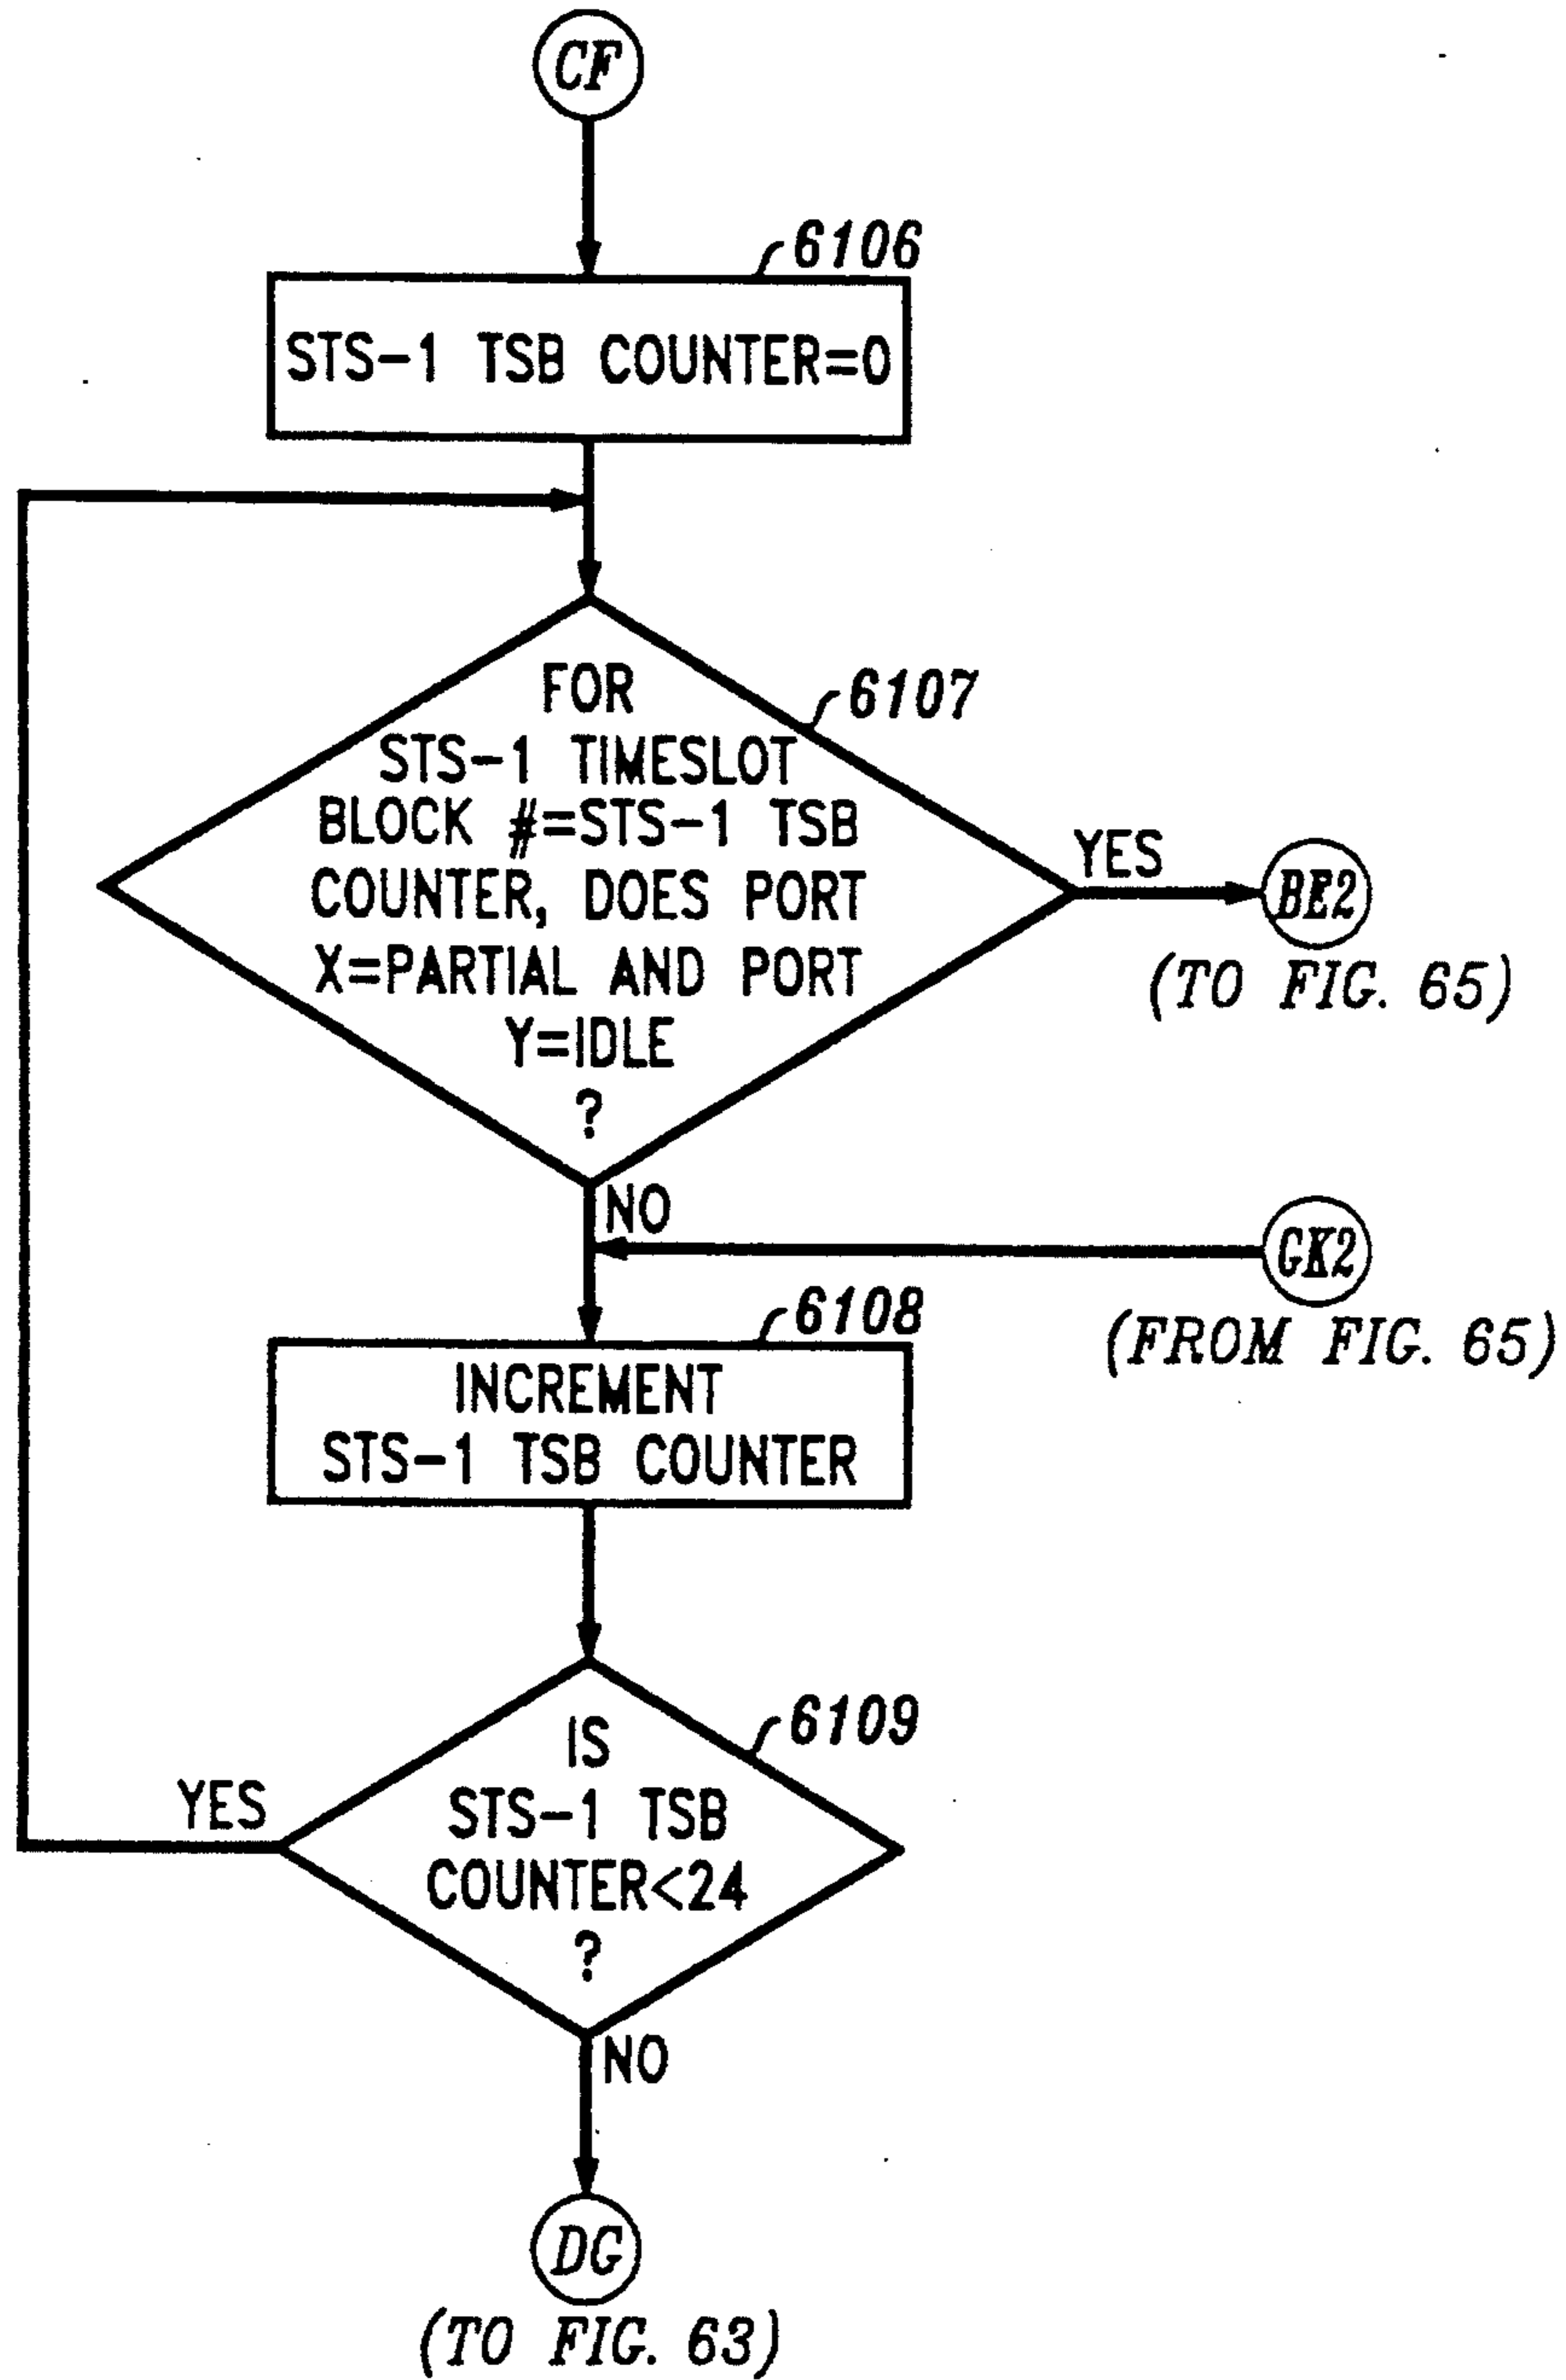 CF
6106
STS-1 TSB COUNTER=0
FOR
6107
STS-1 TIMESLOT
BLOCK #=STS-1 TSB
COUNTER, DOES PORT
X=PARTIAL AND PORT
Y=IDLE
?
YES
BE2
(TO FIG. 65)
NO
GK2
(FROM FIG. 65)
6108
INCREMENT
STS-1 TSB COUNTER
6109
IS
STS-1 TSB
COUNTER<24
?
YES
NO
DG
(TO FIG. 63)